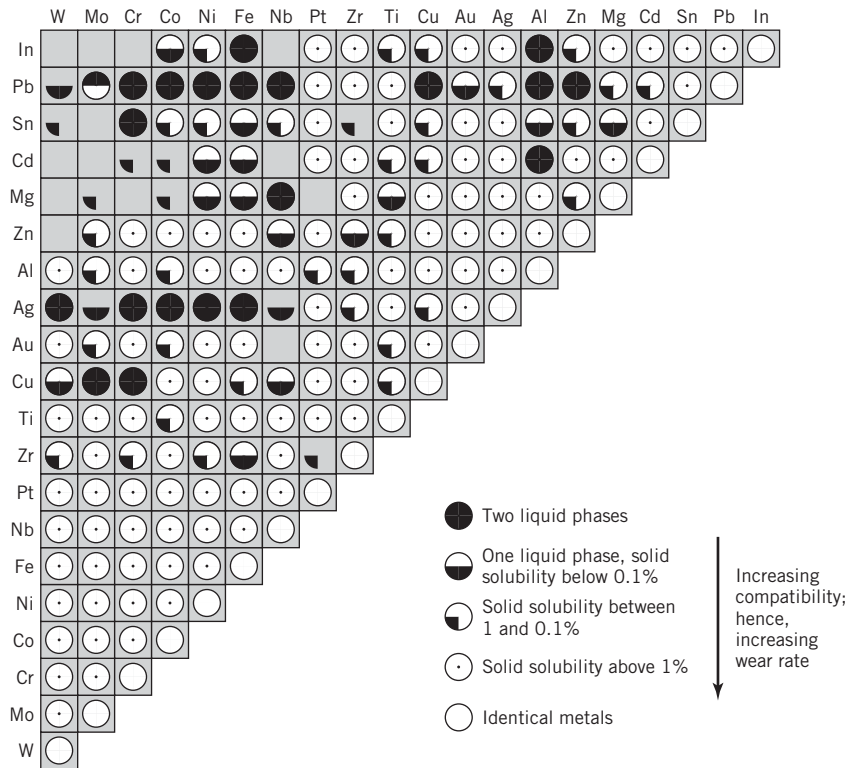 W Mo Cr Co Ni Fe Nb Pt Zr Ti Cu Au Ag Al Zn Mg Cd Sn Pb In
In
Pb
Sn
Cd
Mg
Zn
Al
Ag
Au
Cu
Ti
Zr
Pt
Nb
Fe
Ni
Co
Cr
Mo
W
Two liquid phases
One liquid phase, solid
solubility below 0.1%
Solid solubility between
1 and 0.1%
Solid solubility above 1%
Identical metals
Increasing
compatibility;
hence,
increasing
wear rate